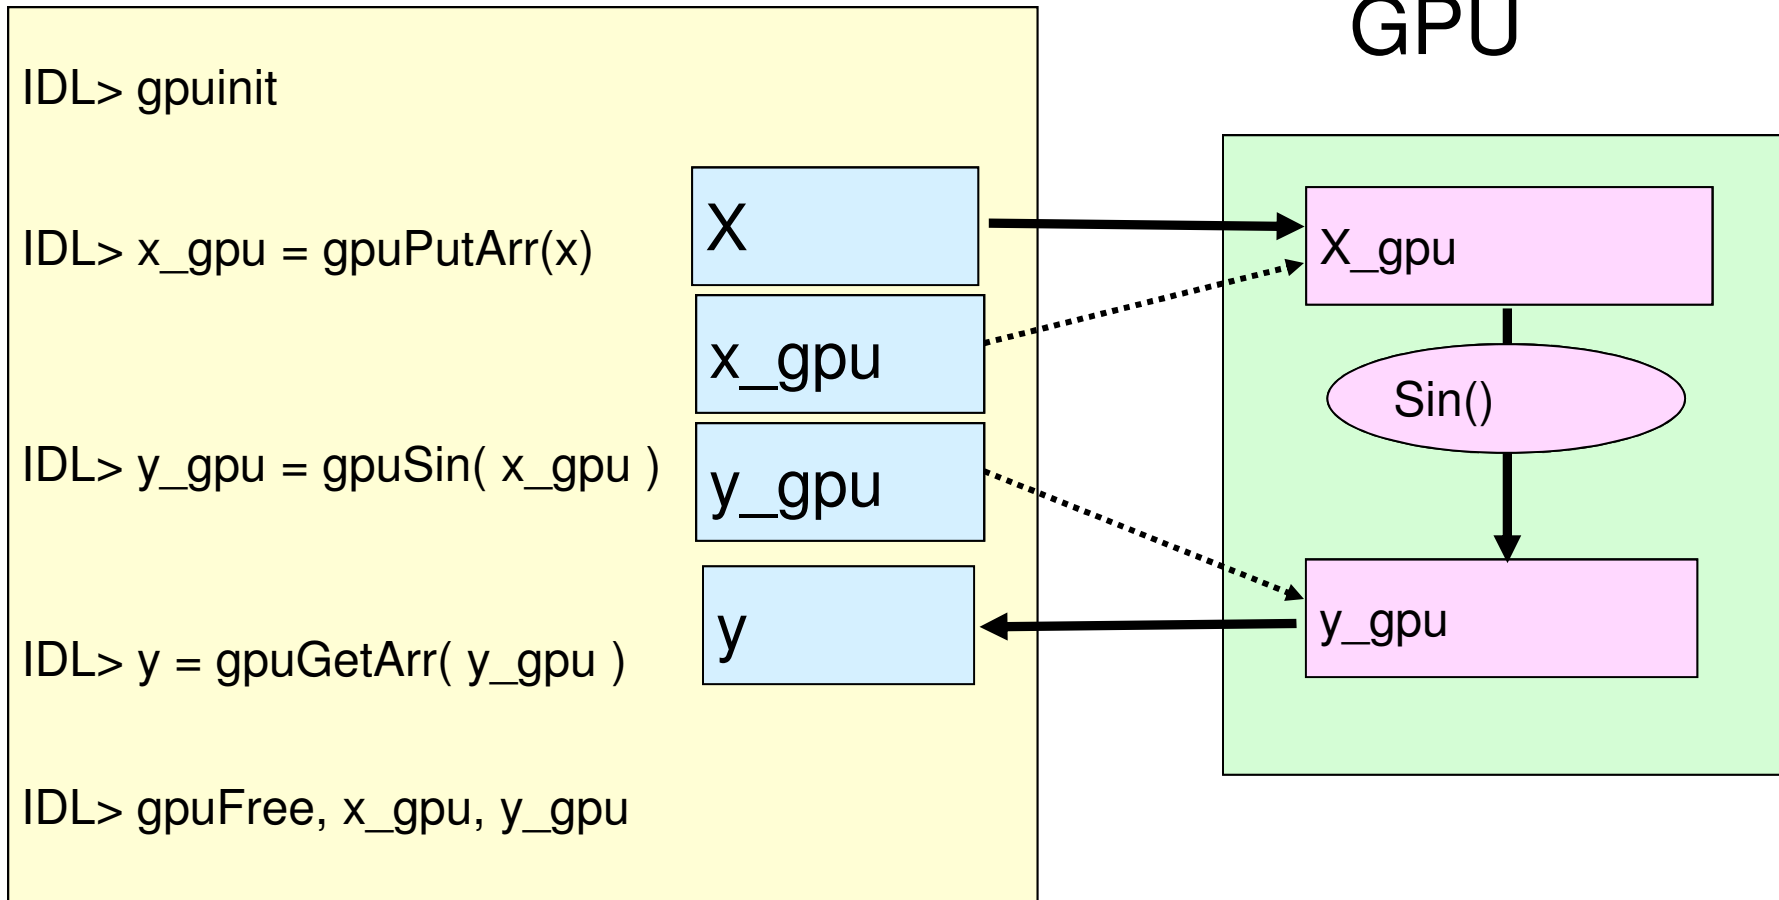 GPU
IDL> gpuinit
IDL> x_gpu = gpuPutArr(x)
X
x_gpu
IDL> y_gpu = gpuSin( x_gpu )
y_gpu
IDL> y = gpuGetArr( y_gpu )
y
IDL> gpuFree, x_gpu, y_gpu
X_gpu
Sin()
y_gpu